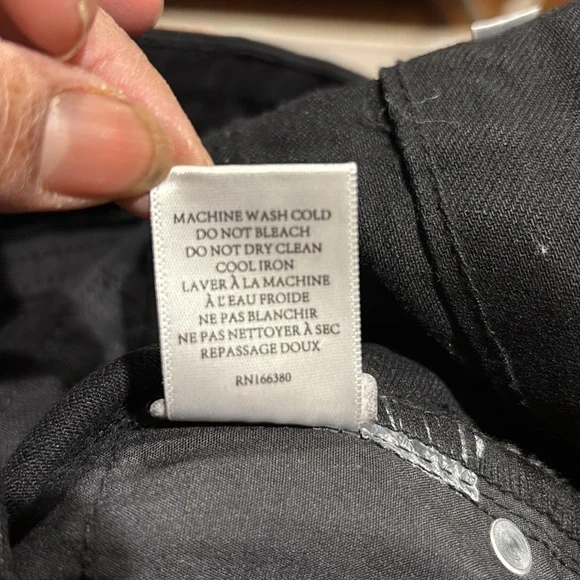 MACHINE WASH COLD
DO NOT BLEACH
DO NOT DRY CLEAN
COOL IRON
LAVER À LA MACHINE
À L'EAU FROIDE
NE PAS BLANCHIR
NE PAS NETTOYER À SEC
REPASSAGE DOUX
RN166380